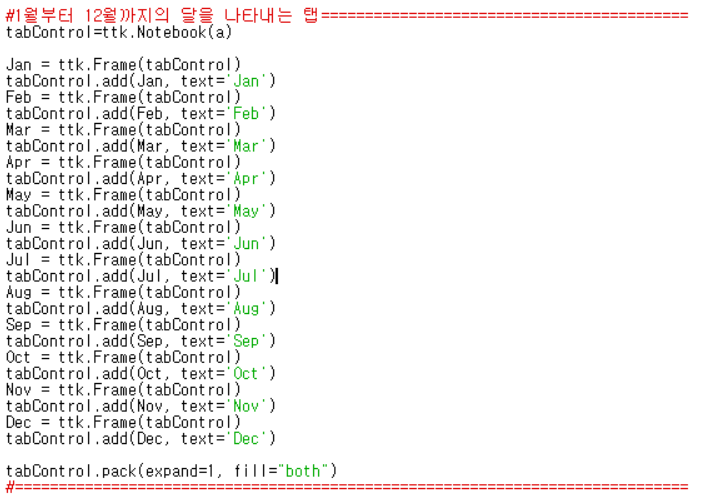 #1월부터 12월까지의 달을 나타내는 탭==========================================
tabControl=ttk.Notebook(a)
Jan = ttk.Frame(tabControl)
tabControl.add(Jan, text='Jan')
Feb = ttk.Frame(tabControl)
tabControl.add(Feb, text='Feb')
Mar = ttk.Frame(tabControl)
tabControl.add(Mar, text='Mar')
Apr = ttk.Frame(tabControl)
tabControl.add(Apr, text='Apr')
May = ttk.Frame(tabControl)
tabControl.add(May, text='May')
Jun = ttk.Frame(tabControl)
tabControl.add(Jun, text='Jun')
Jul = ttk.Frame(tabControl)
tabControl.add(Jul, text='Jul')
Aug = ttk.Frame(tabControl)
tabControl.add(Aug, text='Aug')
Sep = ttk.Frame(tabControl)
tabControl.add(Sep, text='Sep')
Oct = ttk.Frame(tabControl)
tabControl.add(Oct, text='Oct')
Nov = ttk.Frame(tabControl)
tabControl.add(Nov, text='Nov')
Dec = ttk.Frame(tabControl)
tabControl.add(Dec, text='Dec')
tabControl.pack(expand=1, fill="both")
#================================================================================